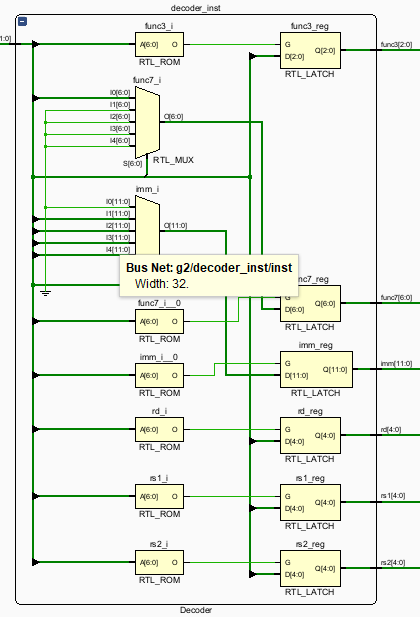 decoder_inst
func3_i
func3_reg
1:0]
A[6:0]
O
G
Q[2:0]
func3[2:0]
D[2:0]
RTL_ROM
RTL_LATCH
func7_i
I0[6:0]
I1[6:0]
I2[6:0]
O[6:0]
I3[6:0]
I4[6:0]
S[6:0]
RTL_MUX
imm_i
I0[11:0]
I1[11:0]
I2[11:0]
O[11:0]
I3[11:0]
I4[11:0]
Bus Net: g2/decoder_inst/inst
Width: 32.
c7_reg
G
Q[6:0]
func7[6:0]
D[6:0]
RTL_LATCH
func7_i__0
A[6:0]
O
RTL_ROM
imm_i__0
imm_reg
A[6:0]
O
G
Q[11:0]
imm[11:0]
D[11:0]
RTL_ROM
RTL_LATCH
rd_i
rd_reg
A[6:0]
O
G
Q[4:0]
rd[4:0]
D[4:0]
RTL_ROM
RTL_LATCH
rs1_i
rs1_reg
A[6:0]
O
G
Q[4:0]
rs1[4:0]
D[4:0]
RTL_ROM
RTL_LATCH
rs2_i
rs2_reg
A[6:0]
O
G
Q[4:0]
rs2[4:0]
D[4:0]
RTL_ROM
RTL_LATCH
Decoder